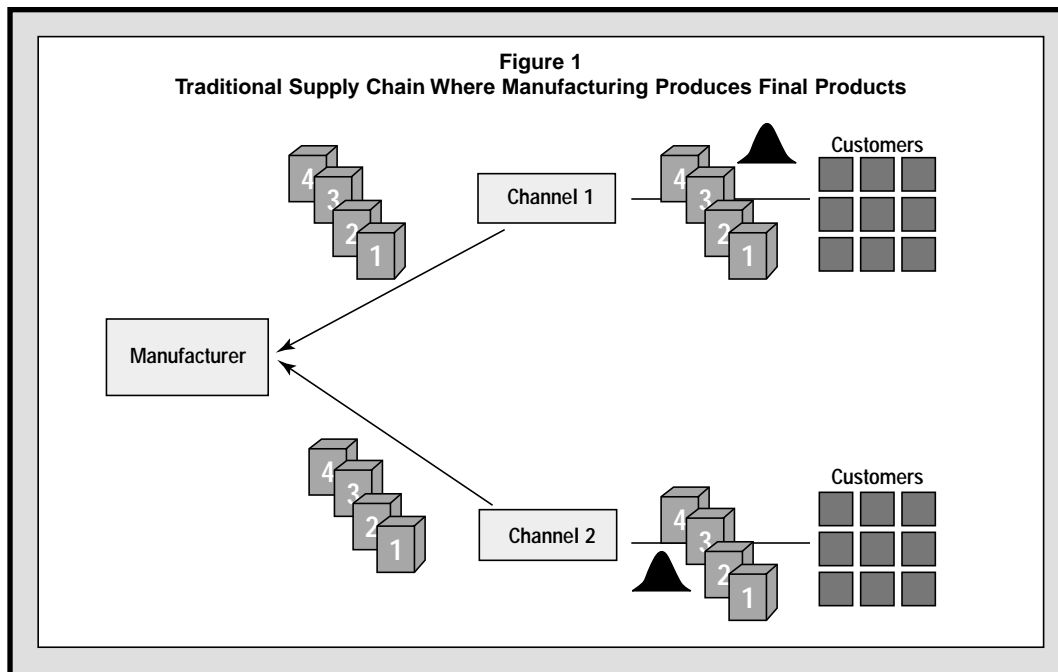 Figure 1
Traditional Supply Chain Where Manufacturing Produces Final Products
Customers
4
3
2
1
Channel 1
4
3
2
1
Manufacturer
4
3
2
1
Channel 2
4
3
2
1
Customers